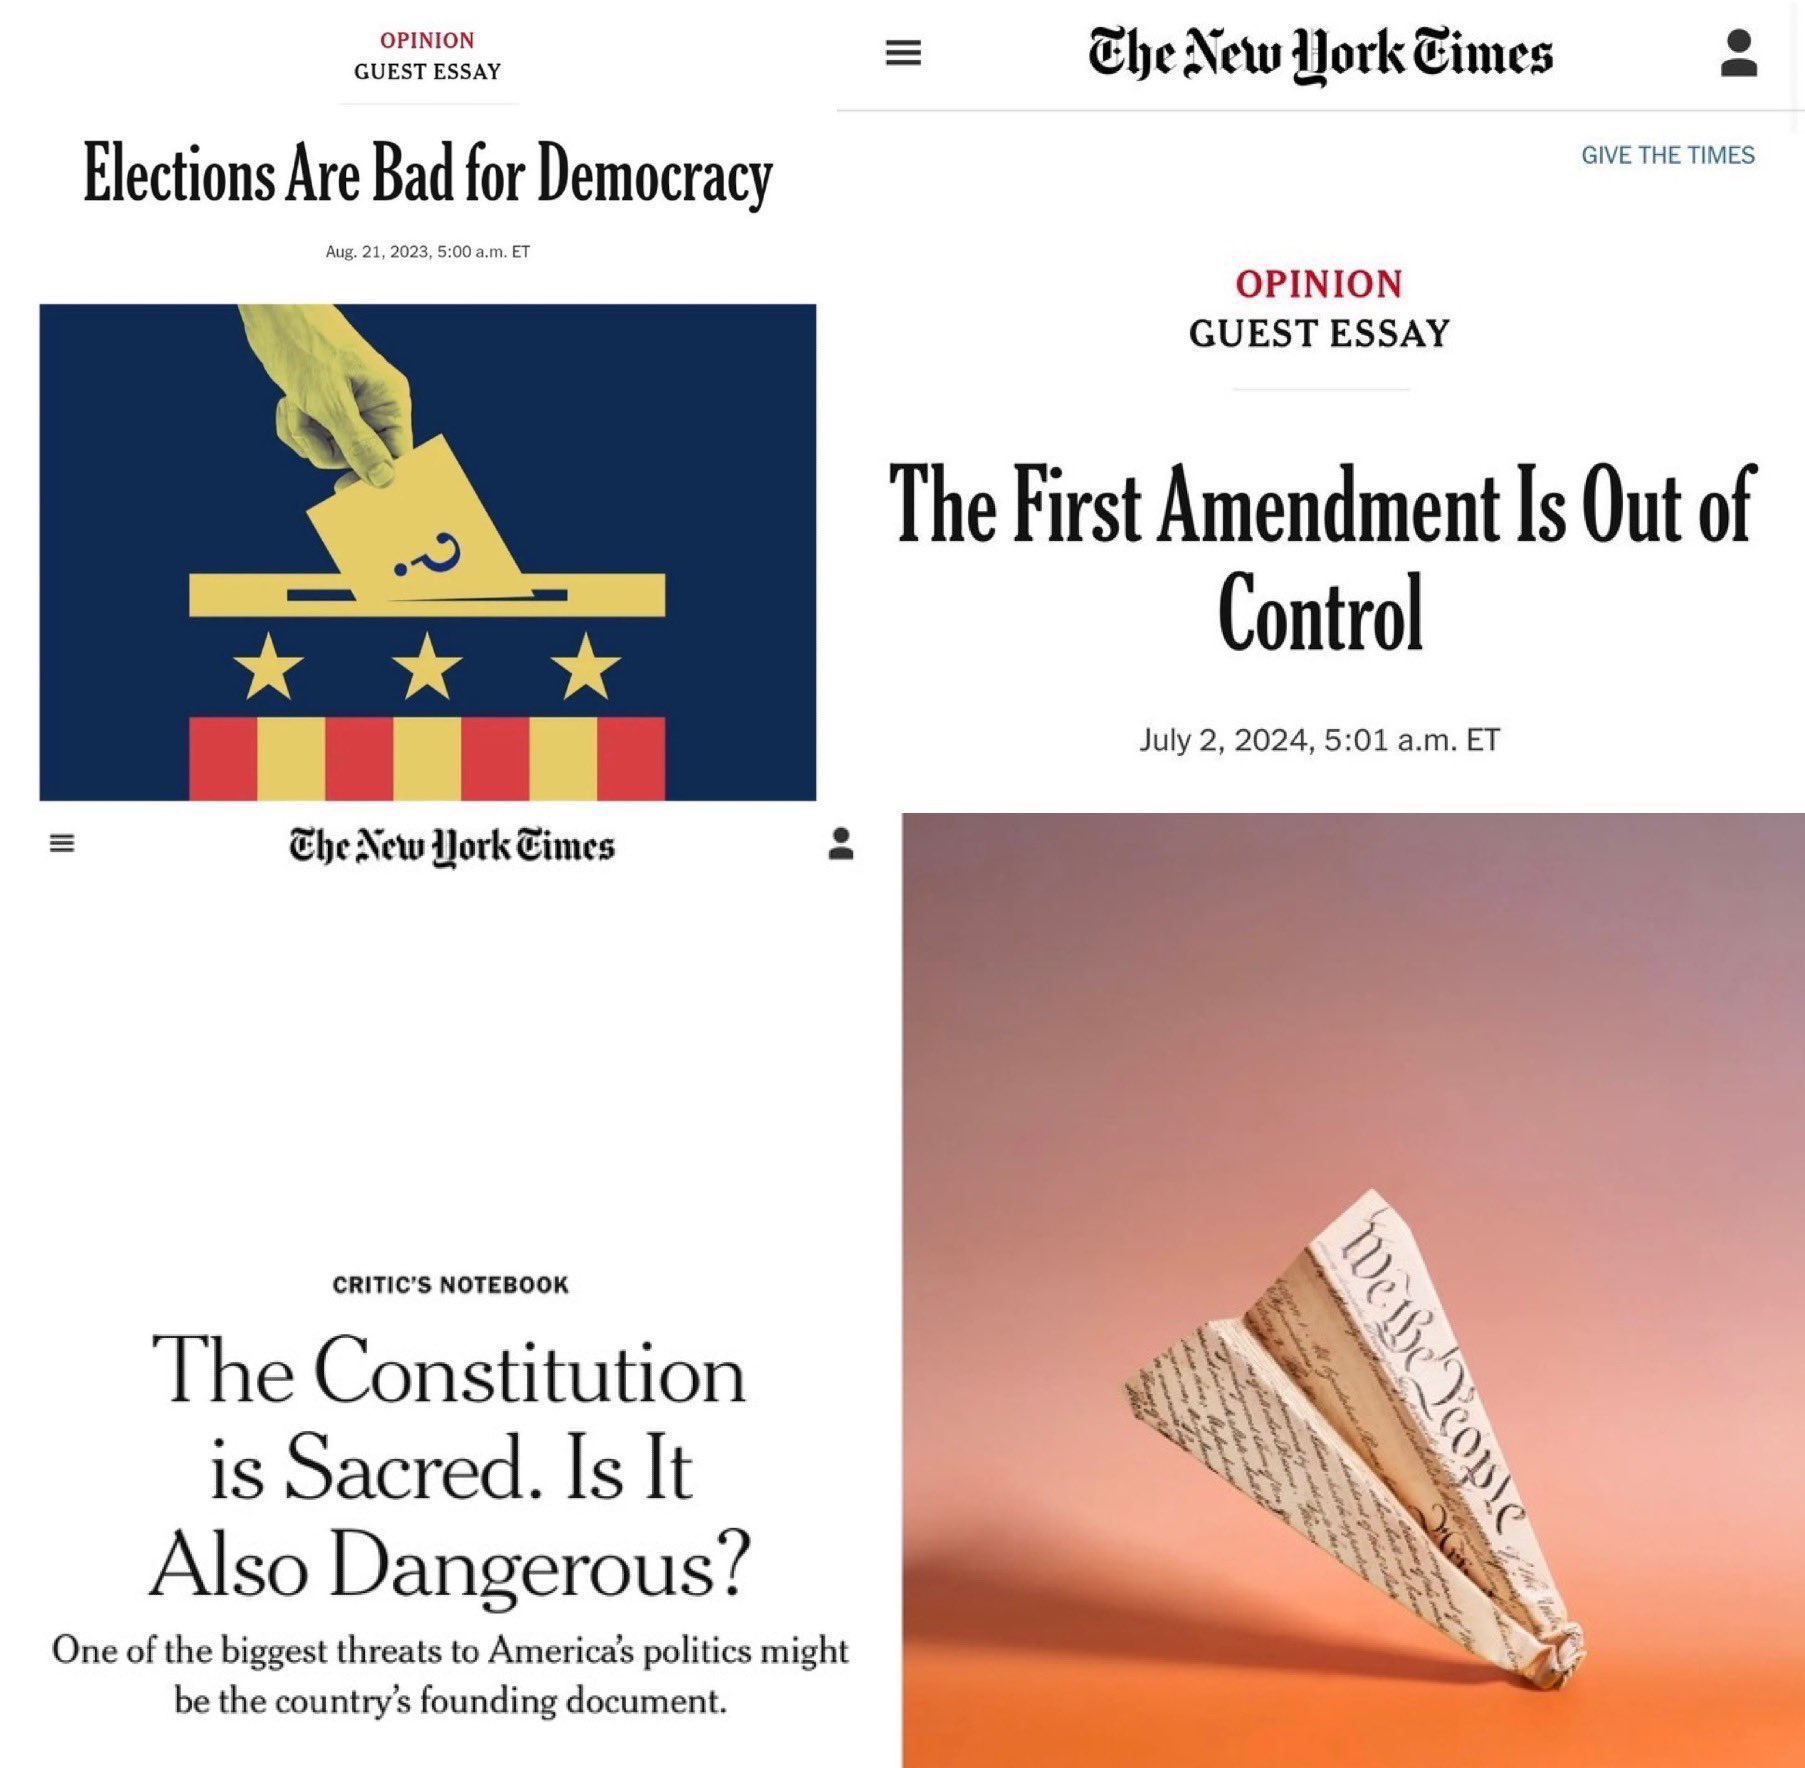 OPINION
GUEST ESSAY
Elections Are Bad for Democracy
Aug. 21, 2023, 5:00 a.m. ET
?
The New York Times
GIVE THE TIMES
OPINION
GUEST ESSAY
The First Amendment Is Out of
Control
July 2, 2024, 5:01 a.m. ET
The New York Times
CRITIC'S NOTEBOOK
The Constitution
is Sacred. Is It
Also Dangerous?
One of the biggest threats to America's politics might
be the country's founding document.
We the People
of the